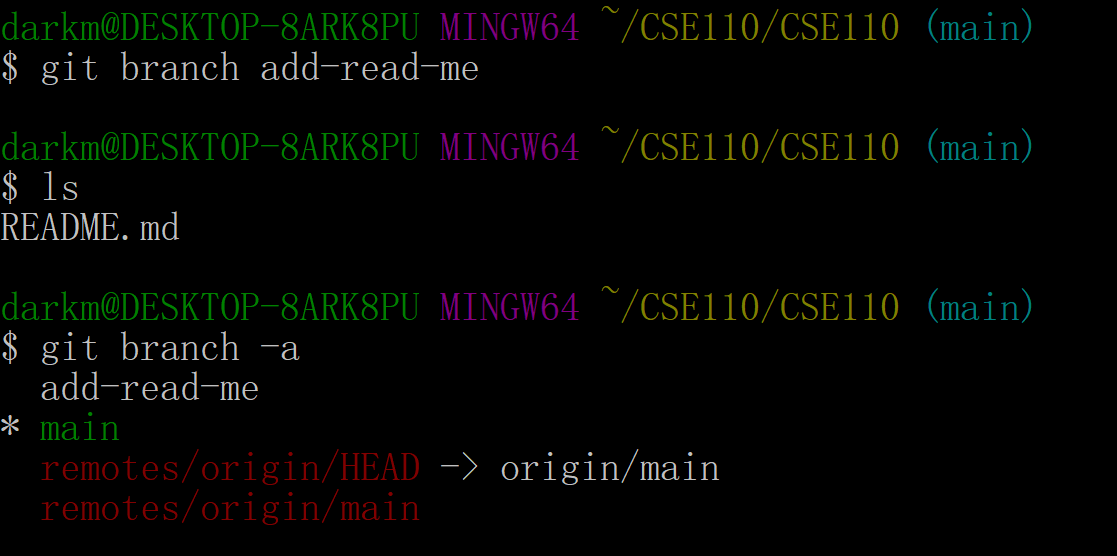 darkm@DESKTOP-8ARK8PU MINGW64 ~/CSE110/CSE110 (main)
$ git branch add-read-me
darkm@DESKTOP-8ARK8PU MINGW64 ~/CSE110/CSE110 (main)
$ ls
README.md
darkm@DESKTOP-8ARK8PU MINGW64 ~/CSE110/CSE110 (main)
$ git branch -a
  add-read-me
* main
  remotes/origin/HEAD -> origin/main
  remotes/origin/main